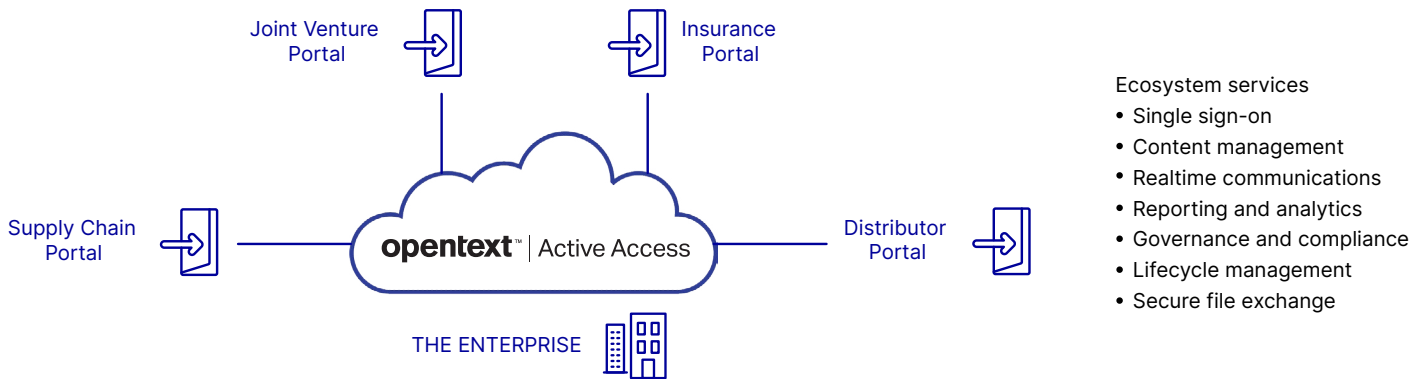 Joint Venture
Portal
Insurance
Portal
Supply Chain
Portal
opentext™ | Active Access
Distributor
Portal
THE ENTERPRISE
Ecosystem services
• Single sign-on
• Content management
• Realtime communications
• Reporting and analytics
• Governance and compliance
• Lifecycle management
• Secure file exchange